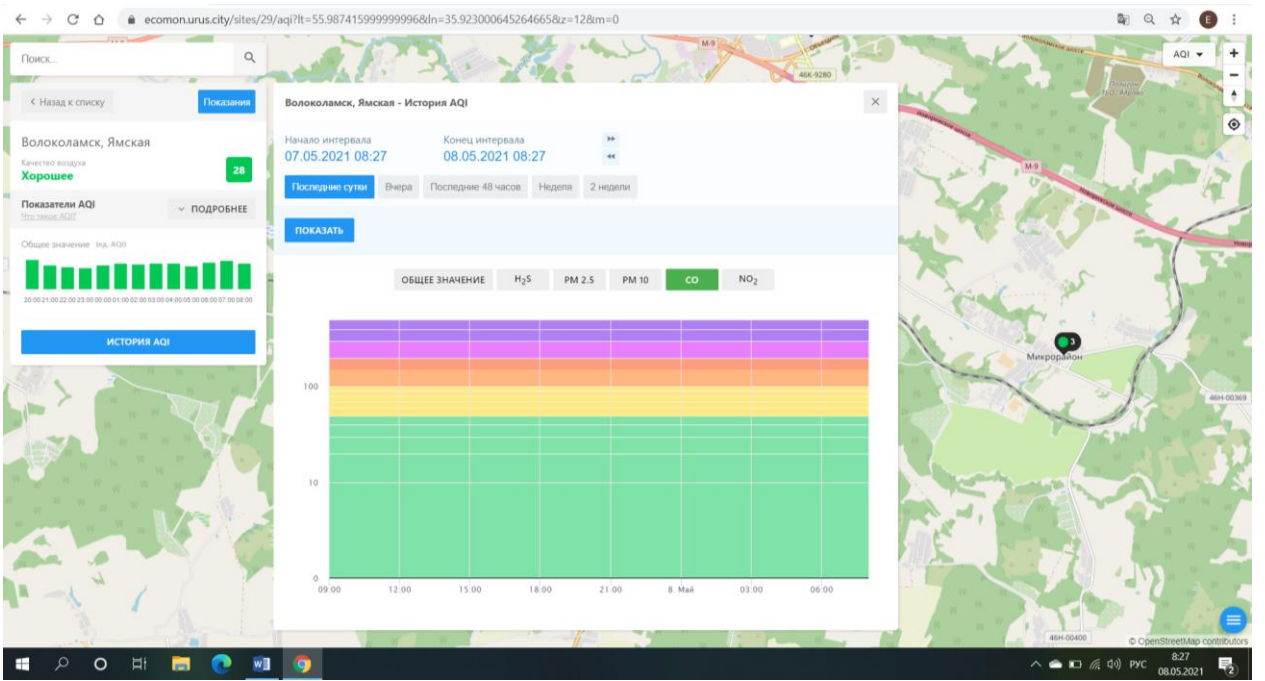 ecomon.urus.city/sites/29/aqi?lt=55.987415999999996&ln=35.923000645264665&z=12&m=0
E
Поиск...
< Назад к списку
Показания
Волоколамск, Ямская
Качество воздуха
Хорошее
28
Показатели AQI
Что такое AQI?
ПОДРОБНЕЕ
Общее значение (ед. AQI)
20:00 21:00 22:00 23:00 00:00 01:00 02:00 03:00 04:00 05:00 06:00 07:00 08:00
ИСТОРИЯ AQI
Волоколамск, Ямская - История AQI
Начало интервала
Конец интервала
07.05.2021 08:27
08.05.2021 08:27
Последние сутки
Вчера
Последние 48 часов
Неделя
2 недели
ПОКАЗАТЬ
ОБЩЕЕ ЗНАЧЕНИЕ
H2S
PM 2.5
PM 10
CO
NO2
100
10
0
09:00
12:00
15:00
18:00
21:00
8. Май
03:00
06:00
M-9
46K-9280
AQI
+
−
M-9
3
Микрорайон
46Н-00369
46Н-00400
© OpenStreetMap contributors
РУС
8:27
08.05.2021
2